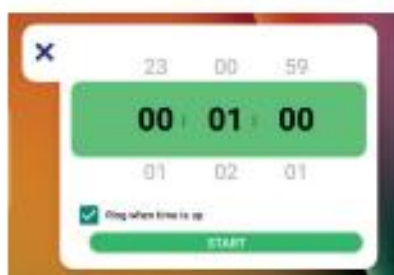 ×
23 00 59
00 : 01 : 00
01 02 01
Ring when time is up
START